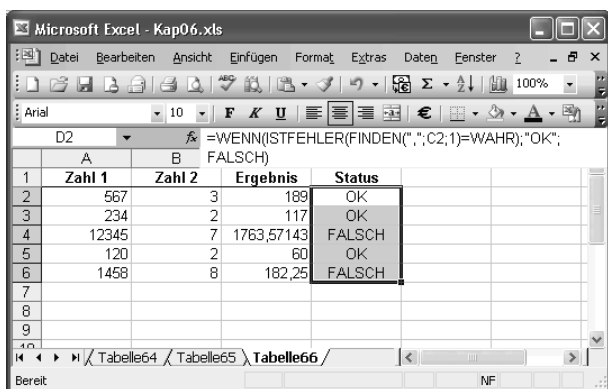 Microsoft Excel - Kap06.xls
Datei Bearbeiten Ansicht Einfügen Format Extras Daten Fenster ?
100%
Arial 10 F K U €
D2 fx =WENN(ISTFEHLER(FINDEN(",";C2;1)=WAHR);"OK";
FALSCH)
A B
1 Zahl 1 Zahl 2 Ergebnis Status
2 567 3 189 OK
3 234 2 117 OK
4 12345 7 1763,57143 FALSCH
5 120 2 60 OK
6 1458 8 182,25 FALSCH
7
8
9
10
Tabelle64 Tabelle65 Tabelle66
Bereit NF